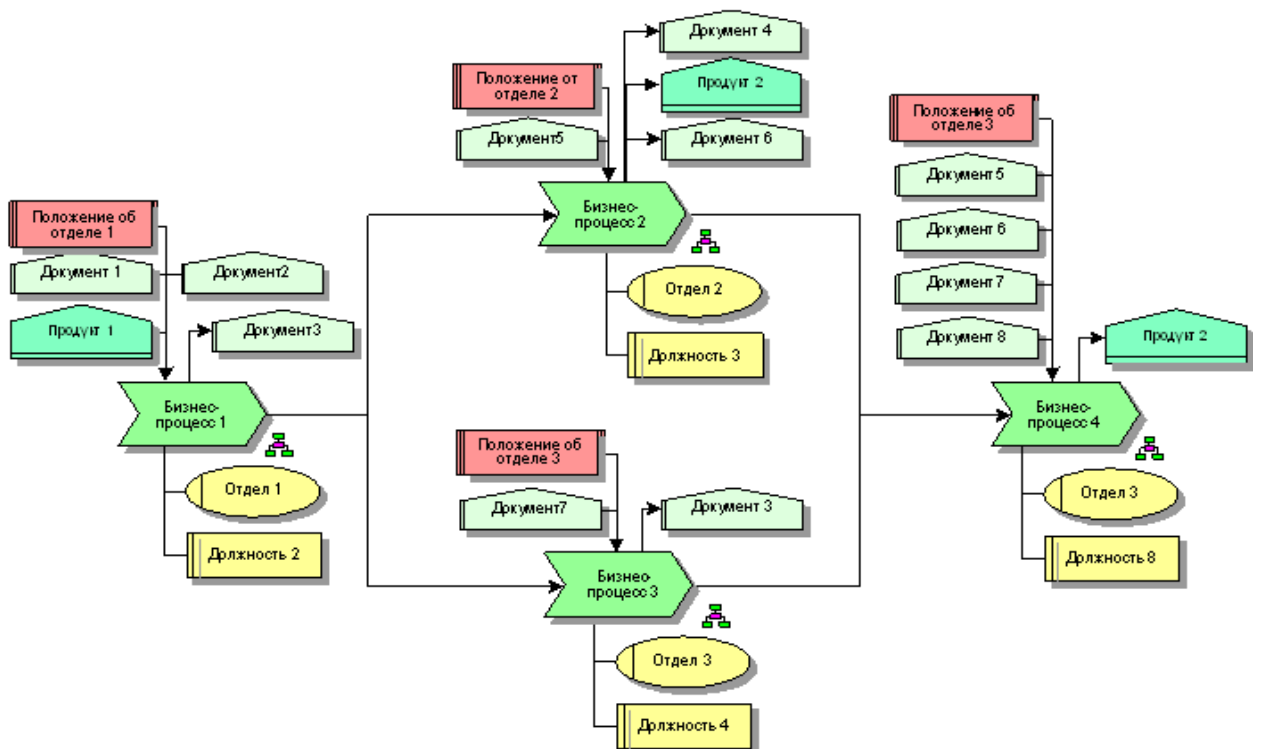 Документ 4
Положение от
отделе 2
Продукт 2
Документ5
Документ 6
Бизнес-
процесс 2
Отдел 2
Должность 3
Положение об
отделе 3
Документ 5
Документ 6
Документ 7
Документ 8
Продукт 2
Бизнес-
процесс 4
Отдел 3
Должность 8
Положение об
отделе 1
Документ 1
Документ2
Продукт 1
Документ3
Бизнес-
процесс 1
Отдел 1
Должность 2
Положение об
отделе 3
Документ7
Документ 3
Бизнес-
процесс 3
Отдел 3
Должность 4